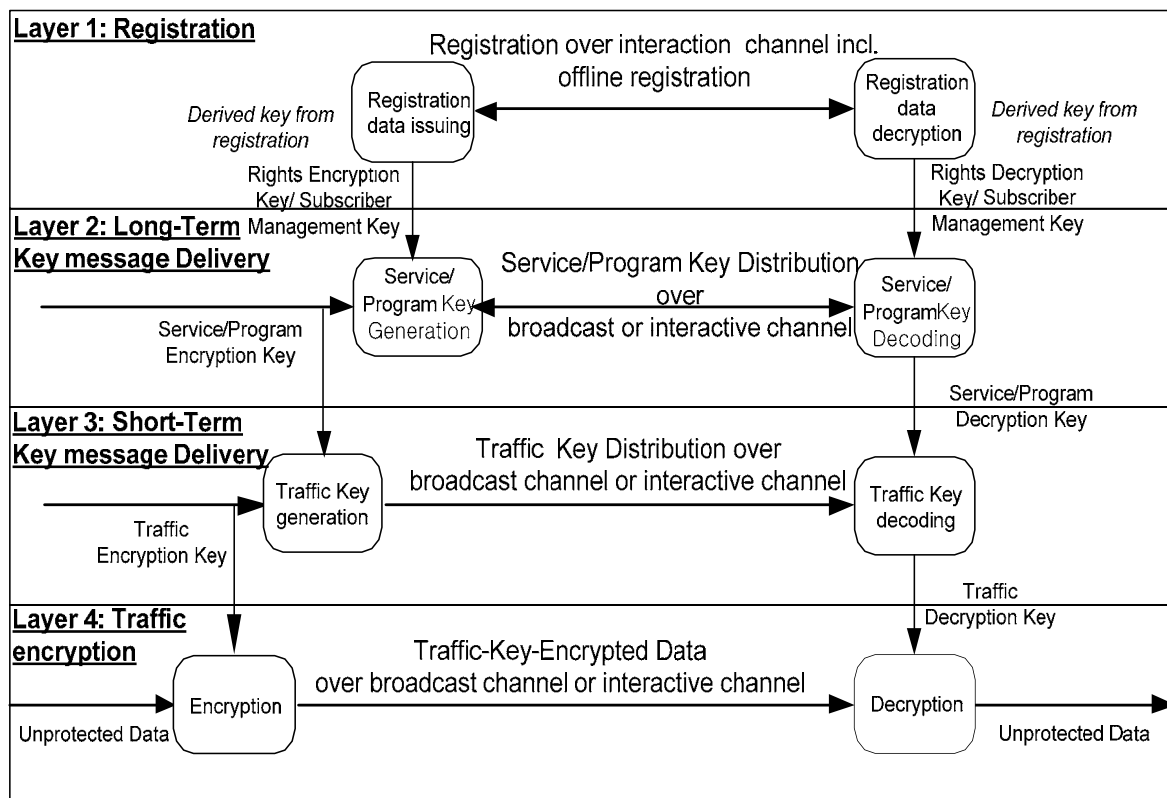 Layer 1: Registration
Registration over interaction channel incl.
offline registration
Derived key from
registration
Registration
data issuing
Registration
data
decryption
Derived key from
registration
Rights Encryption
Key/ Subscriber
Management Key
Rights Decryption
Key/ Subscriber
Management Key
Layer 2: Long-Term
Key message Delivery
Service/
Program Key
Generation
Service/Program Key Distribution
over
broadcast or interactive channel
Service/
ProgramKey
Decoding
Service/Program
Encryption Key
Service/Program
Decryption Key
Layer 3: Short-Term
Key message Delivery
Traffic Key
generation
Traffic Key Distribution over
broadcast channel or interactive channel
Traffic Key
decoding
Traffic
Encryption Key
Traffic
Decryption Key
Layer 4: Traffic
encryption
Unprotected Data
Encryption
Traffic-Key-Encrypted Data
over broadcast channel or interactive channel
Decryption
Unprotected Data